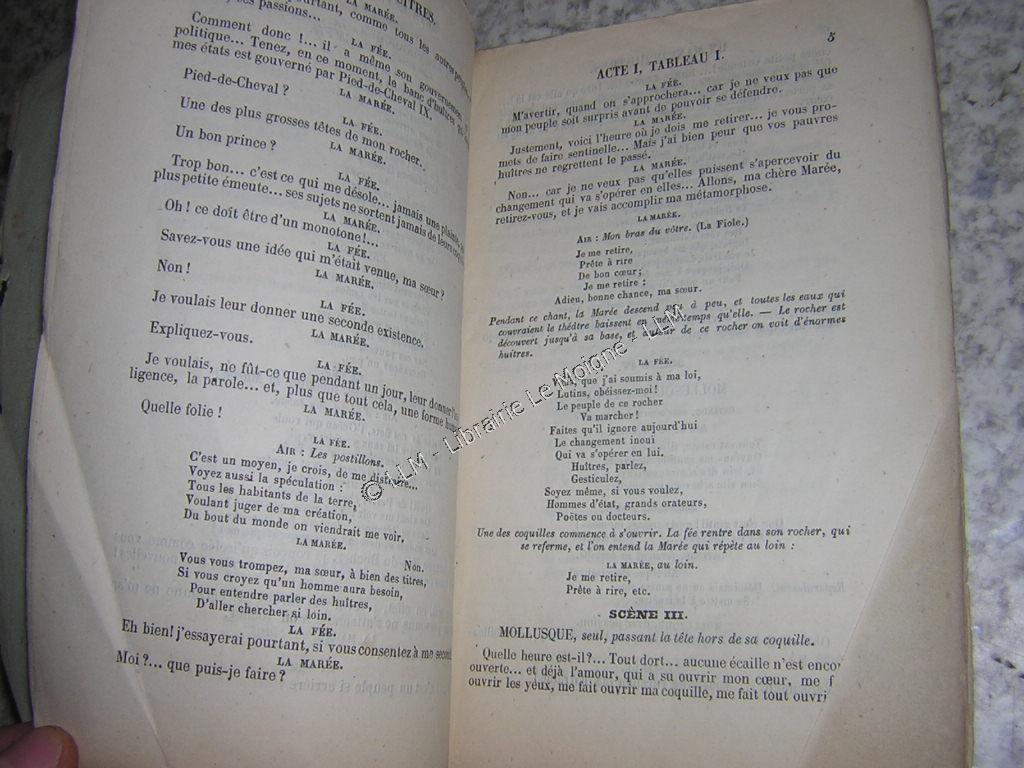 UITRES.
LA MARÉE.
pourtant, comme tous les autres
les passions...
LA FÉE.
Comment donc !... il a même son gouvernement,
politique... Tenez, en ce moment, le banc d'huîtres
mes états est gouverné par Pied-de-Cheval IX.
LA MARÉE.
Pied-de-Cheval ?
LA FÉE.
Une des plus grosses têtes de mon rocher.
LA MARÉE.
Un bon prince ?
LA FÉE.
Trop bon... c'est ce qui me désole... jamais une plainte,
plus petite émeute... ses sujets ne sortent jamais de leurs
LA MARÉE.
Oh ! ce doit être d'un monotone !...
LA FÉE.
Savez-vous une idée qui m'était venue, ma sœur ?
LA MARÉE.
Non !
LA FÉE.
Je voulais leur donner une seconde existence.
LA MARÉE.
Expliquez-vous.
LA FÉE.
Je voulais, ne fût-ce que pendant un jour, leur donner
ligence, la parole... et, plus que tout cela, une forme
LA MARÉE.
Quelle folie !
LA FÉE.
AIR : Les postillons.
C'est un moyen, je crois, de me distraire...
Voyez aussi la spéculation :
Tous les habitants de la terre,
Voulant juger de ma création,
Du bout du monde on viendrait me voir,
LA MARÉE.
Non.
Vous vous trompez, ma sœur, à bien des titres,
Si vous croyez qu'un homme aura besoin,
Pour entendre parler des huîtres,
D'aller chercher si loin.
LA FÉE.
Eh bien! j'essayerai pourtant, si vous consentez à me
LA MARÉE.
Moi ?... que puis-je faire ?
5
ACTE I, TABLEAU I.
LA FÉE.
M'avertir, quand on s'approchera... car je ne veux pas que
mon peuple soit surpris avant de pouvoir se défendre.
LA MARÉE.
Justement, voici l'heure où je dois me retirer... je vous pro-
mets de faire sentinelle... Mais j'ai bien peur que vos pauvres
huîtres ne regrettent le passé.
LA MARÉE.
Non... car je ne veux pas qu'elles puissent s'apercevoir du
changement qui va s'opérer en elles... Allons, ma chère Marée,
retirez-vous, et je vais accomplir ma métamorphose.
LA MARÉE.
AIR : Mon bras du vôtre. (La Fiole.)
Je me retire,
Prête à rire
De bon cœur;
Je me retire ;
Adieu, bonne chance, ma sœur.
Pendant ce chant, la Marée descend peu à peu, et toutes les eaux qui
couvraient le théâtre baissent en même temps qu'elle. — Le rocher est
découvert jusqu'à sa base, et autour de ce rocher on voit d'énormes
huîtres.
LA FÉE.
que j'ai soumis à ma loi,
Lutins, obéissez-moi !
Le peuple de ce rocher
Va marcher !
Faites qu'il ignore aujourd'hui
Le changement inouï
Qui va s'opérer en lui.
Huîtres, parlez,
Gesticulez,
Soyez même, si vous voulez,
Hommes d'état, grands orateurs,
Poëtes ou docteurs.
Une des coquilles commence à s'ouvrir. La fée rentre dans son rocher, qui
se referme, et l'on entend la Marée qui répète au loin :
LA MARÉE, au loin.
Je me retire,
Prête à rire, etc.
SCÈNE III.
MOLLUSQUE, seul, passant la tête hors de sa coquille.
Quelle heure est-il?... Tout dort... aucune écaille n'est enco
ouverte... et déjà l'amour, qui a su ouvrir mon cœur, me f
ouvrir les yeux, me fait ouvrir ma coquille, me fait tout ouvri
© LLM - Librairie Le Moigne - LLM